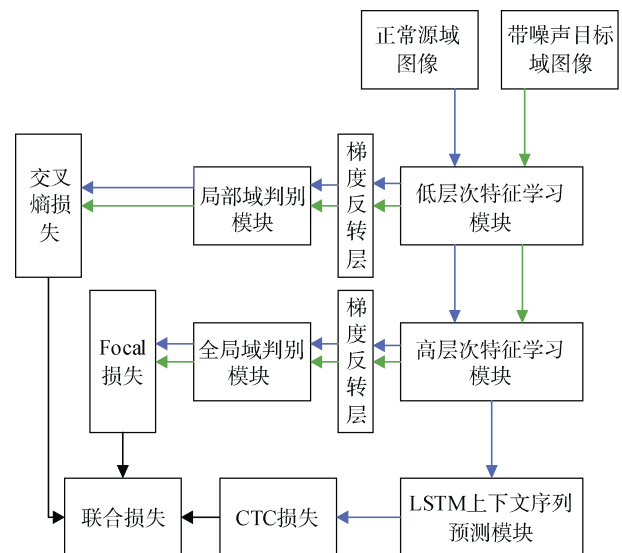 正常源域
图像
带噪声目标
域图像
交叉
熵损
失
局部域判别
模块
梯
度
反
转
层
低层次特征学习
模块
Focal
损失
全局域判别
模块
梯
度
反
转
层
高层次特征学习
模块
联合损失
CTC损失
LSTM上下文序列
预测模块